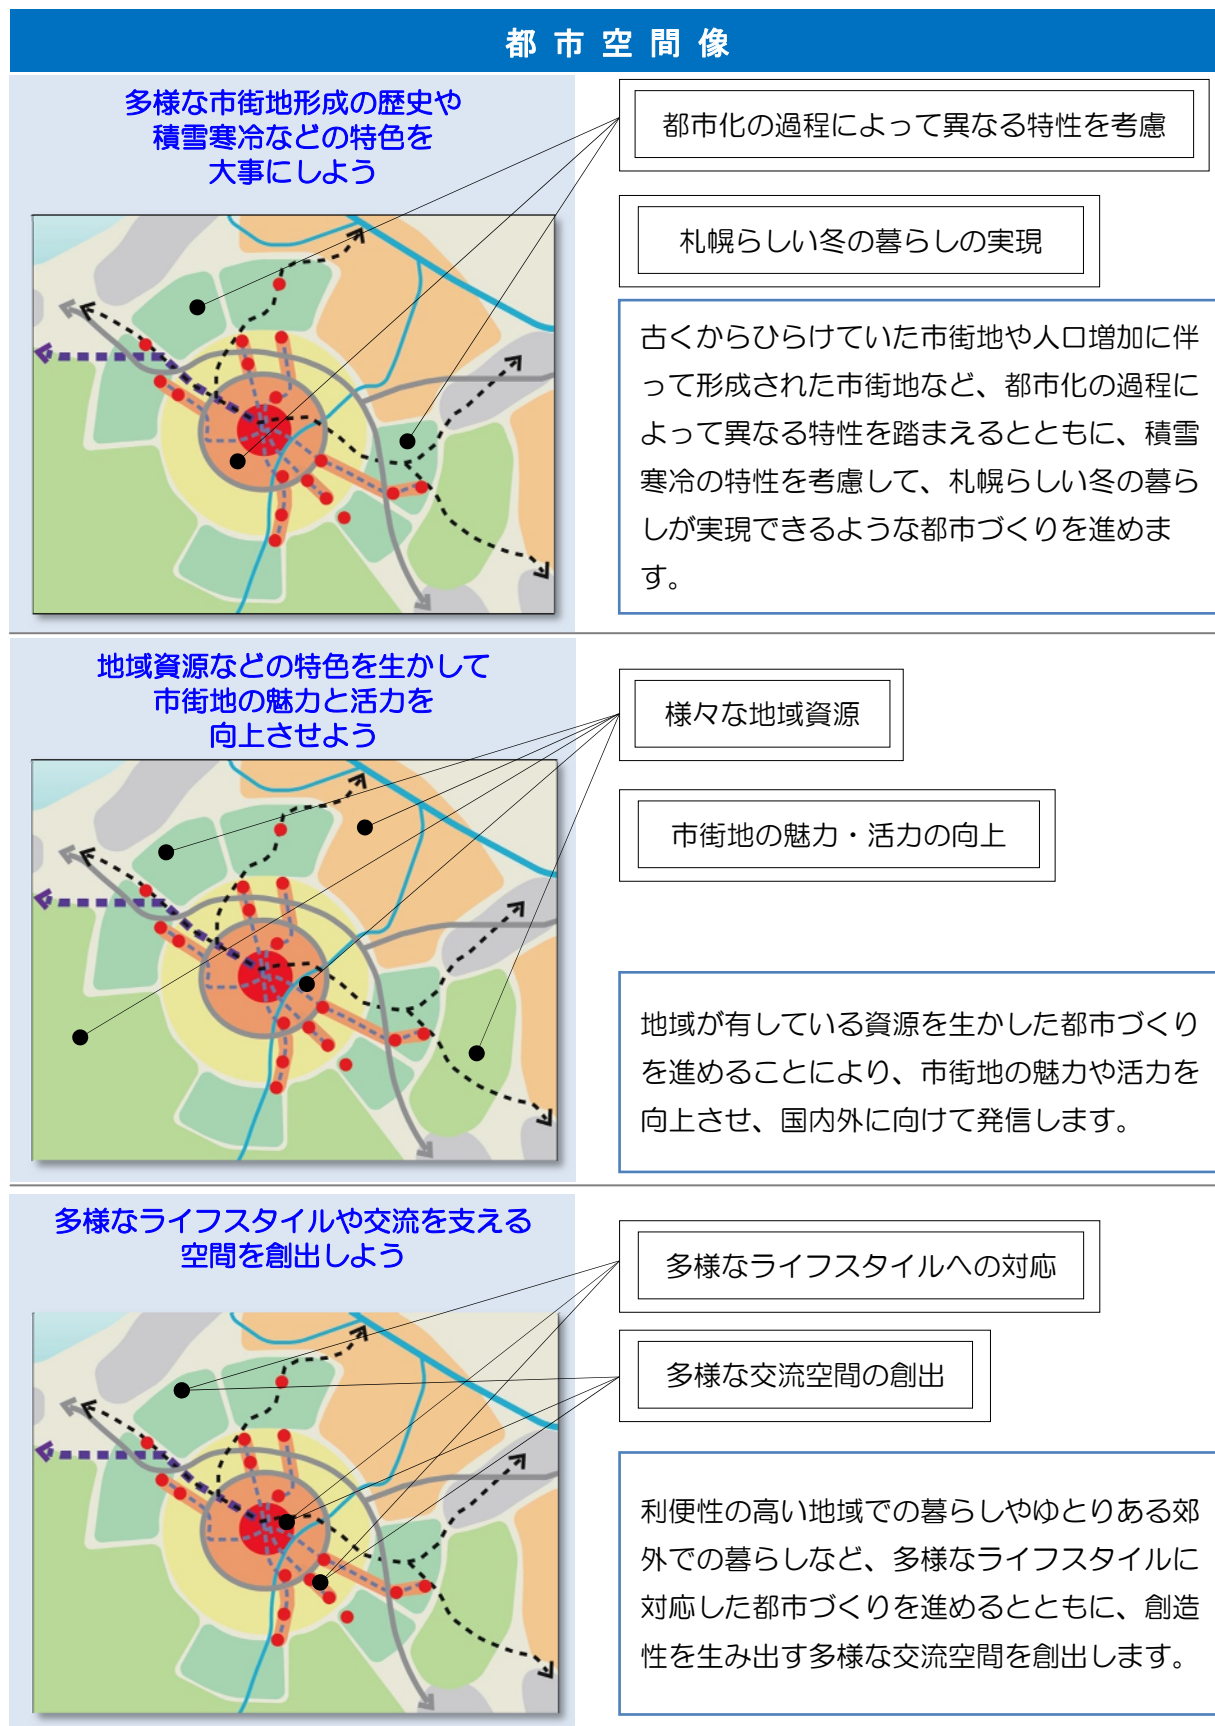 都市空間像
多様な市街地形成の歴史や
積雪寒冷などの特色を
大事にしよう
都市化の過程によって異なる特性を考慮
札幌らしい冬の暮らしの実現
古くからひらけていた市街地や人口増加に伴
って形成された市街地など、都市化の過程に
よって異なる特性を踏まえるとともに、積雪
寒冷の特性を考慮して、札幌らしい冬の暮ら
しが実現できるような都市づくりを進めま
す。
地域資源などの特色を生かして
市街地の魅力と活力を
向上させよう
様々な地域資源
市街地の魅力・活力の向上
地域が有している資源を生かした都市づくり
を進めることにより、市街地の魅力や活力を
向上させ、国内外に向けて発信します。
多様なライフスタイルや交流を支える
空間を創出しよう
多様なライフスタイルへの対応
多様な交流空間の創出
利便性の高い地域での暮らしやゆとりある郊
外での暮らしなど、多様なライフスタイルに
対応した都市づくりを進めるとともに、創造
性を生み出す多様な交流空間を創出します。